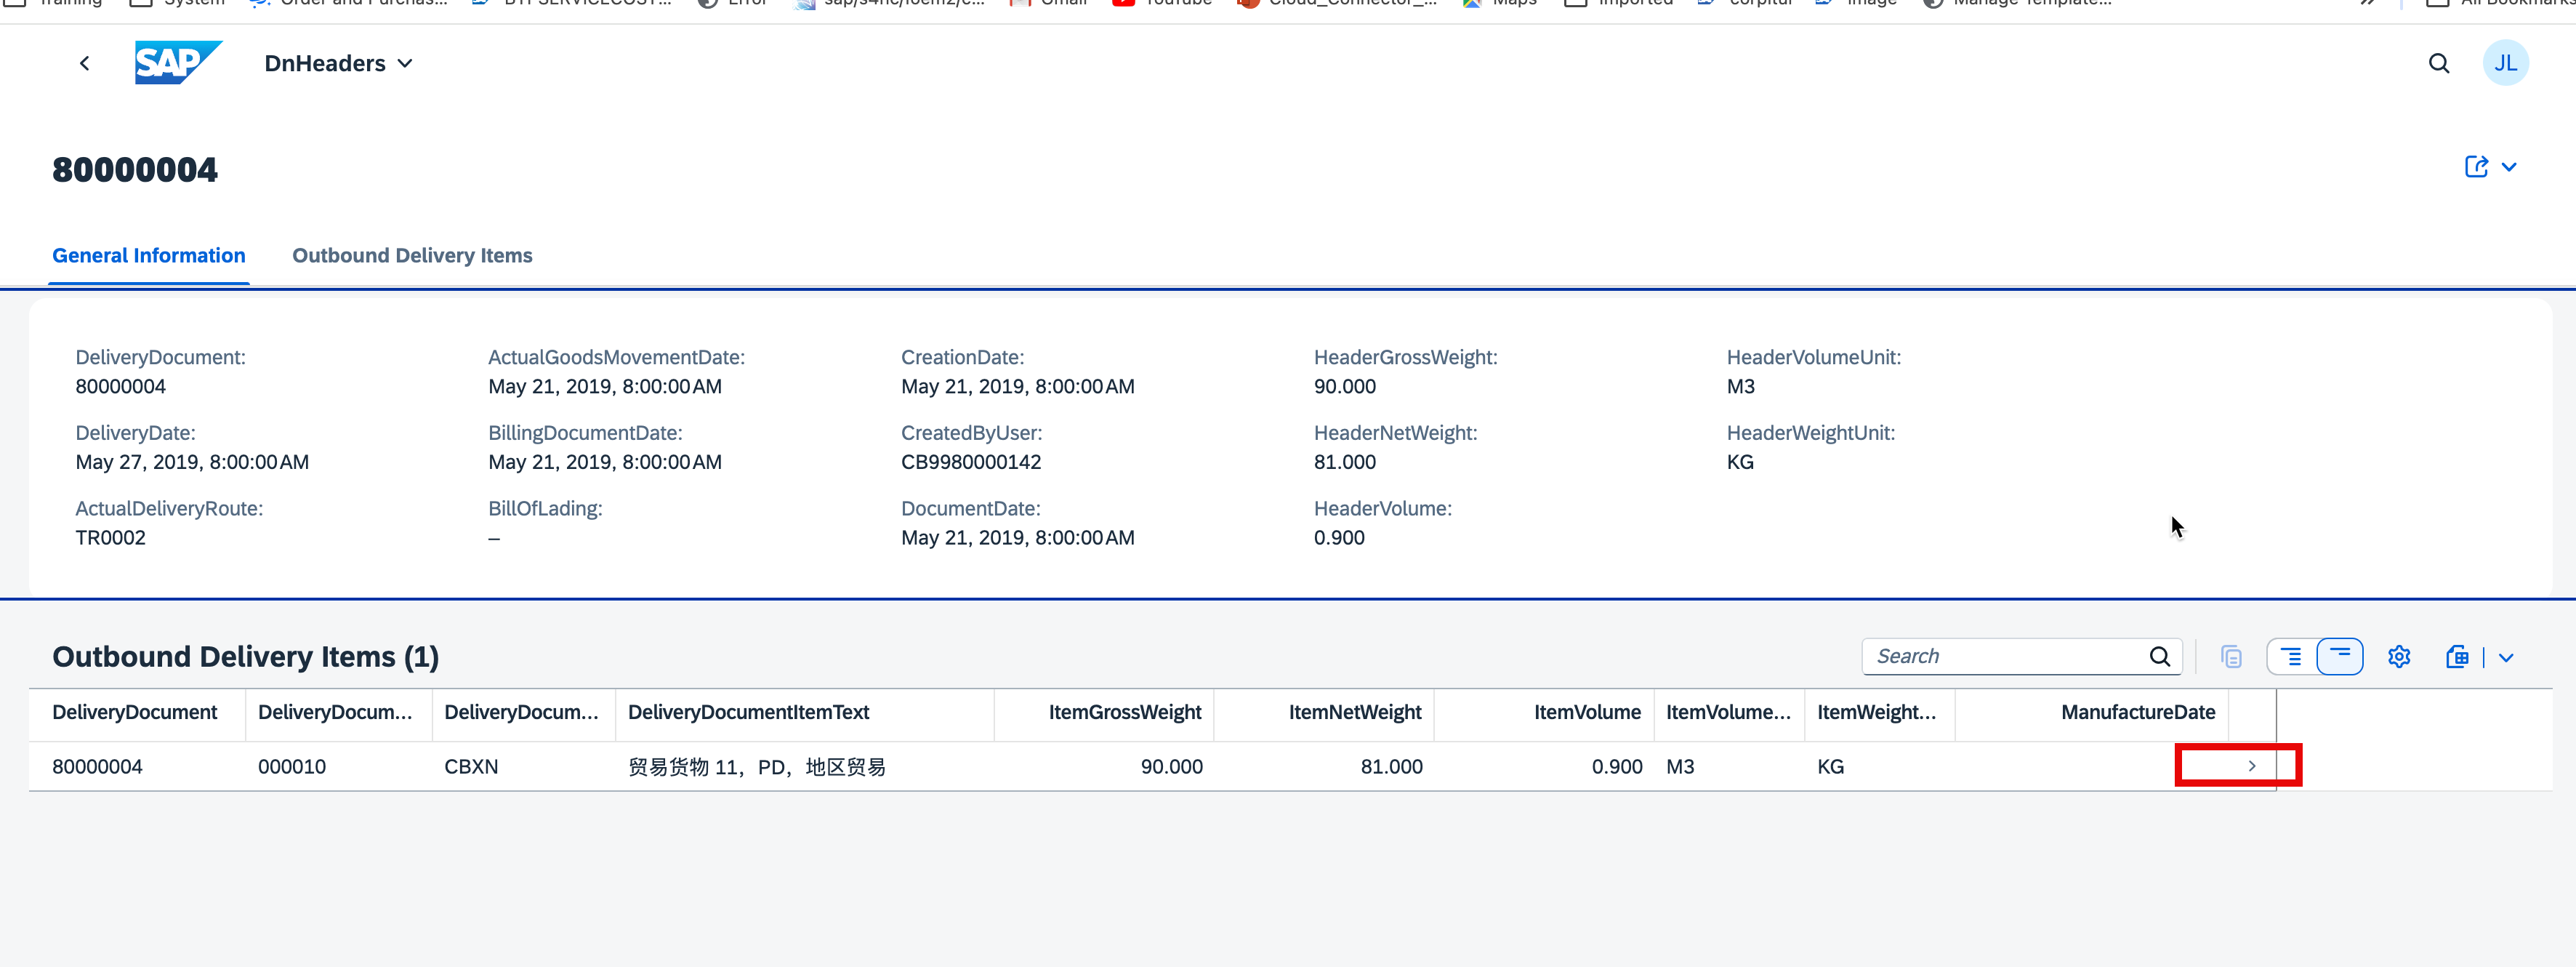 Training System Order and Purchas... BTPSERVICECOST... Error sap/s4hc/foem2/c... Gmail YouTube Cloud_Connector_... Maps Imported corpitui Image Manage Template... All Bookmarks
SAP DnHeaders JL
80000004
General Information Outbound Delivery Items
DeliveryDocument: ActualGoodsMovementDate: CreationDate: HeaderGrossWeight: HeaderVolumeUnit:
80000004 May 21, 2019, 8:00:00 AM May 21, 2019, 8:00:00 AM 90.000 M3
DeliveryDate: BillingDocumentDate: CreatedByUser: HeaderNetWeight: HeaderWeightUnit:
May 27, 2019, 8:00:00 AM May 21, 2019, 8:00:00 AM CB9980000142 81.000 KG
ActualDeliveryRoute: BillOfLading: DocumentDate: HeaderVolume:
TR0002 – May 21, 2019, 8:00:00 AM 0.900
Outbound Delivery Items (1) Search
DeliveryDocument DeliveryDocum... DeliveryDocum... DeliveryDocumentItemText ItemGrossWeight ItemNetWeight ItemVolume ItemVolume... ItemWeight... ManufactureDate
80000004 000010 CBXN 贸易货物 11，PD，地区贸易 90.000 81.000 0.900 M3 KG